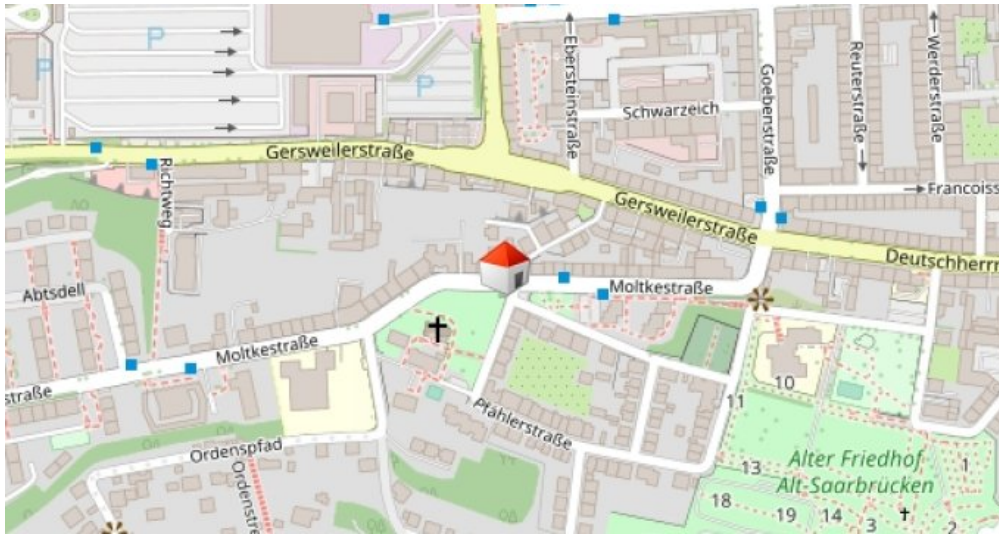 P
P
P
Ebersteinstraße
Schwarzeich
Goebenstraße
Reuterstraße
Werderstraße
Gersweilerstraße
Richtweg
Francoiss
Gersweilerstraße
Deutschherrn
Abtsdell
Moltkestraße
Moltkestraße
straße
10
11
Pfählerstraße
Ordenspfad
Ordenstre
Alter Friedhof
Alt-Saarbrücken
13
1
18
19
14
3
2